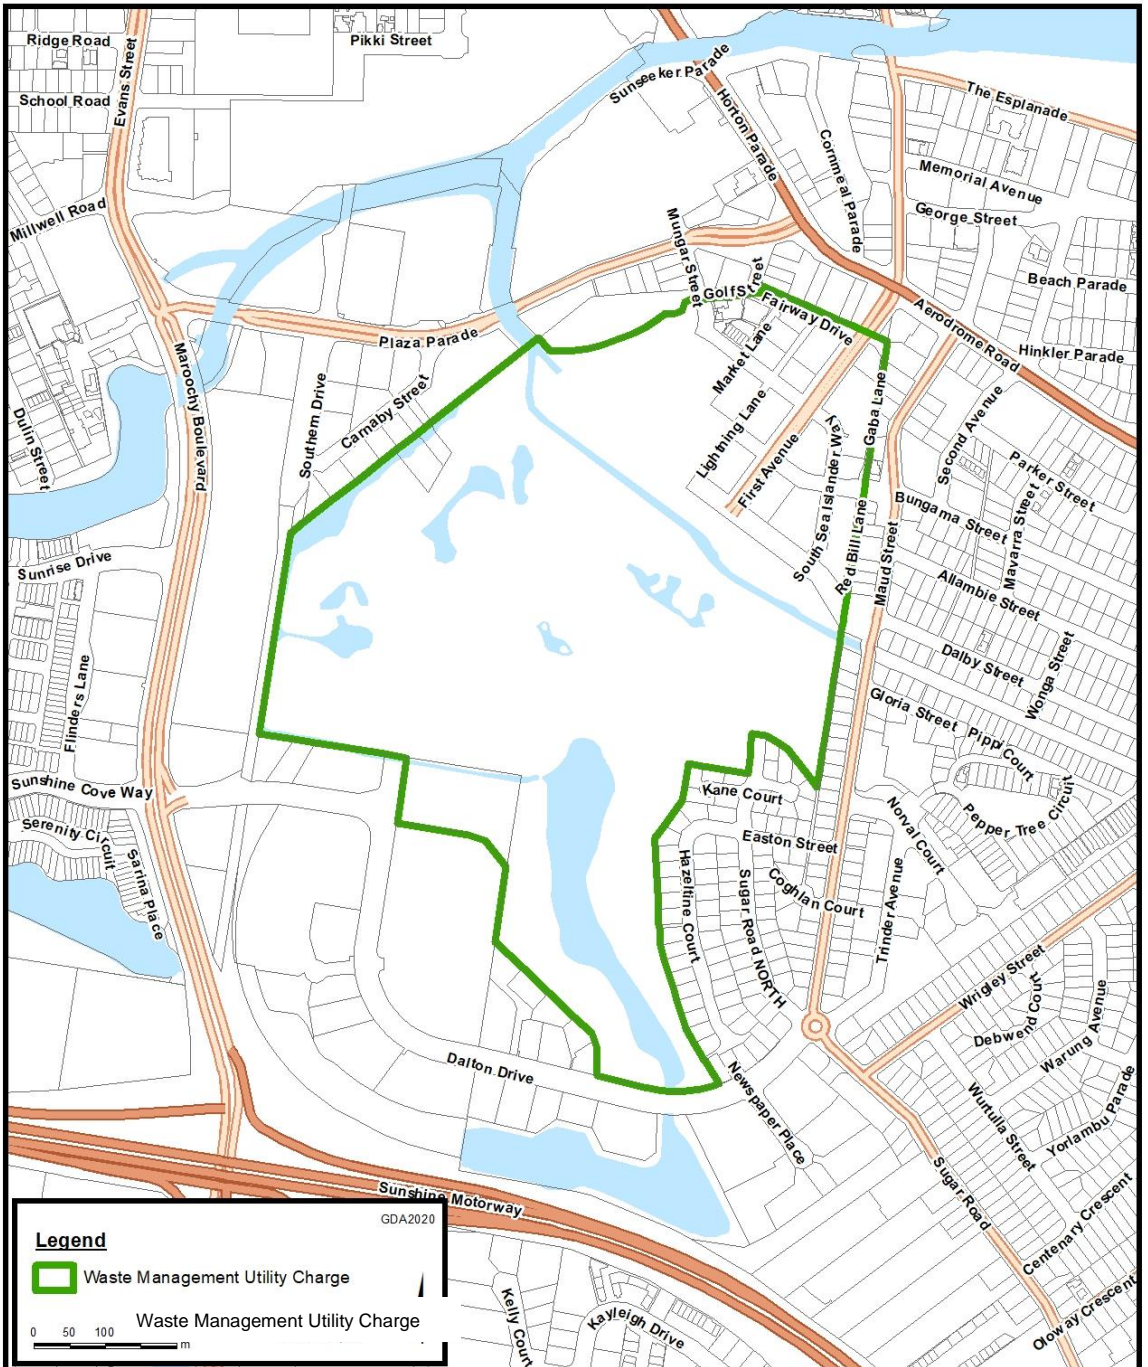 Ridge Road
Pikki Street
School Road
Evans Street
Sunseeker Parade
Horton Parade
The Esplanade
Cornmeal Parade
Memorial Avenue
George Street
Millwell Road
Mungar Street
Beach Parade
Golf Street
Fairway Drive
Aerodrome Road
Hinkler Parade
Plaza Parade
Maroochy Boulevard
Market Lane
Carnaby Street
Southern Drive
Dulin Street
Lightning Lane
First Avenue
South Sea Islander Way
Gaba Lane
Second Avenue
Parker Street
Bungama Street
Mavarra Street
Red Bill Lane
Maud Street
Allambie Street
Sunrise Drive
Dalby Street
Wonga Street
Flinders Lane
Gloria Street
Pippi Court
Sunshine Cove Way
Kane Court
Norval Court
Pepper Tree Circuit
Serenity Circuit
Sarina Place
Easton Street
Hazeltine Court
Sugar Road NORTH
Coghlan Court
Trinder Avenue
Wrigley Street
Debwend Court
Warung Avenue
Dalton Drive
Newspaper Place
Wurtulla Street
Yorlambu Parade
Sunshine Motorway
Sugar Road
Centenary Crescent
Oloway Crescent
Kelly Court
Kayleigh Drive
GDA2020
Legend
Waste Management Utility Charge
Waste Management Utility Charge
0 50 100
m